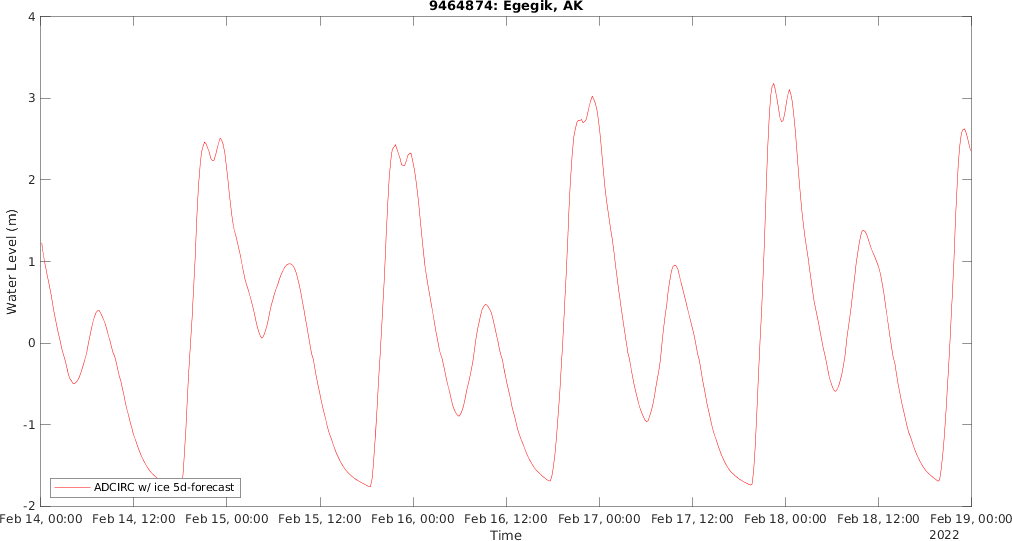 9464874: Egegik, AK
4
3
2
1
0
-1
-2
Water Level (m)
ADCIRC w/ ice 5d-forecast
Feb 14, 00:00 Feb 14, 12:00 Feb 15, 00:00 Feb 15, 12:00 Feb 16, 00:00 Feb 16, 12:00 Feb 17, 00:00 Feb 17, 12:00 Feb 18, 00:00 Feb 18, 12:00 Feb 19, 00:00
Time
2022